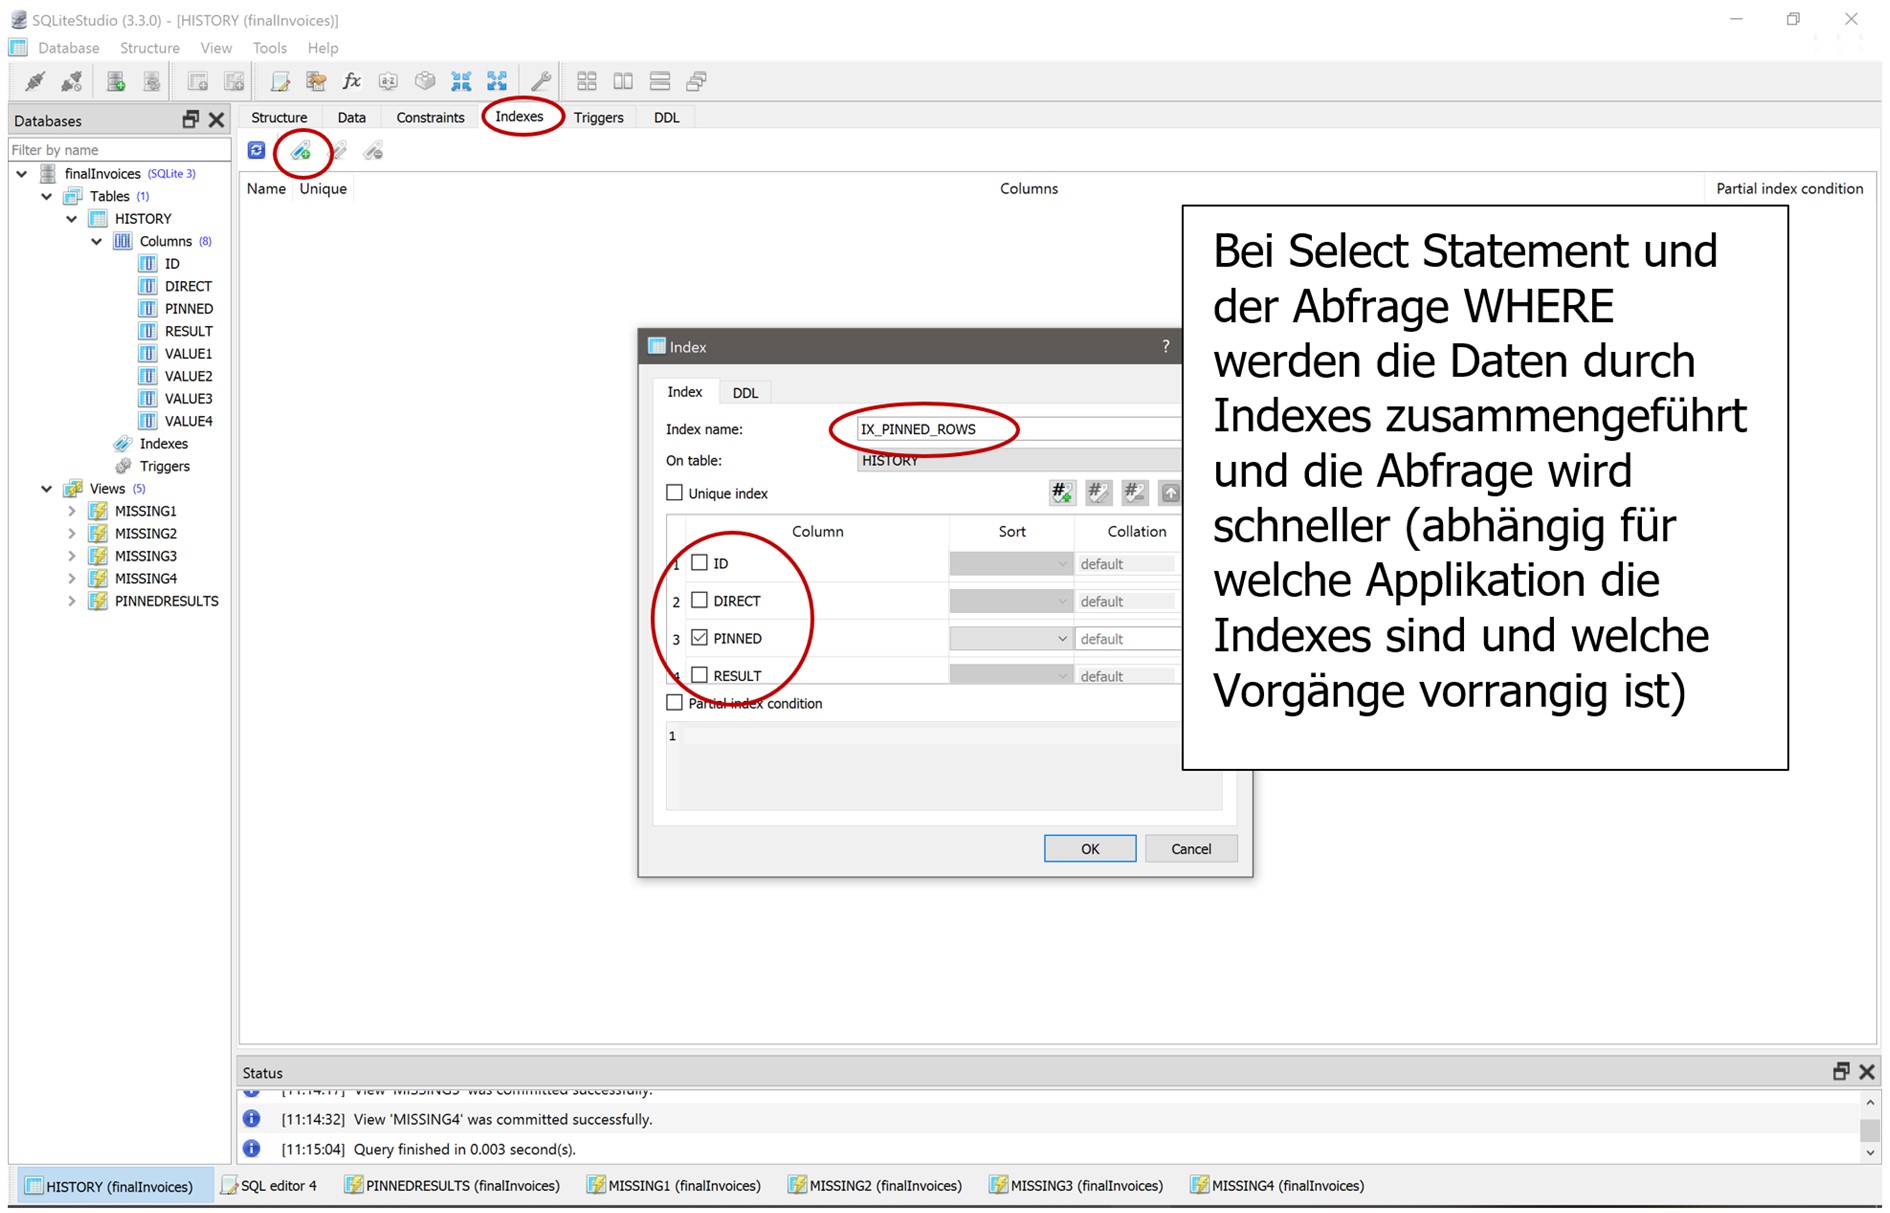 SQLiteStudio (3.3.0) - [HISTORY (finalInvoices)]
Database Structure View Tools Help
Databases
Filter by name
finalInvoices (SQLite 3)
Tables (1)
HISTORY
Columns (8)
ID
DIRECT
PINNED
RESULT
VALUE1
VALUE2
VALUE3
VALUE4
Indexes
Triggers
Views (5)
MISSING1
MISSING2
MISSING3
MISSING4
PINNEDRESULTS
Structure Data Constraints Indexes Triggers DDL
Name Unique Columns Partial index condition
Index ?
Index DDL
Index name: IX_PINNED_ROWS
On table: HISTORY
Unique index
Column Sort Collation
1 ID default
2 DIRECT default
3 PINNED default
4 RESULT default
Partial index condition
1
OK Cancel
Bei Select Statement und
der Abfrage WHERE
werden die Daten durch
Indexes zusammengeführt
und die Abfrage wird
schneller (abhängig für
welche Applikation die
Indexes sind und welche
Vorgänge vorrangig ist)
Status
[11:14:17] View 'MISSING3' was committed successfully.
[11:14:32] View 'MISSING4' was committed successfully.
[11:15:04] Query finished in 0.003 second(s).
HISTORY (finalInvoices) SQL editor 4 PINNEDRESULTS (finalInvoices) MISSING1 (finalInvoices) MISSING2 (finalInvoices) MISSING3 (finalInvoices) MISSING4 (finalInvoices)